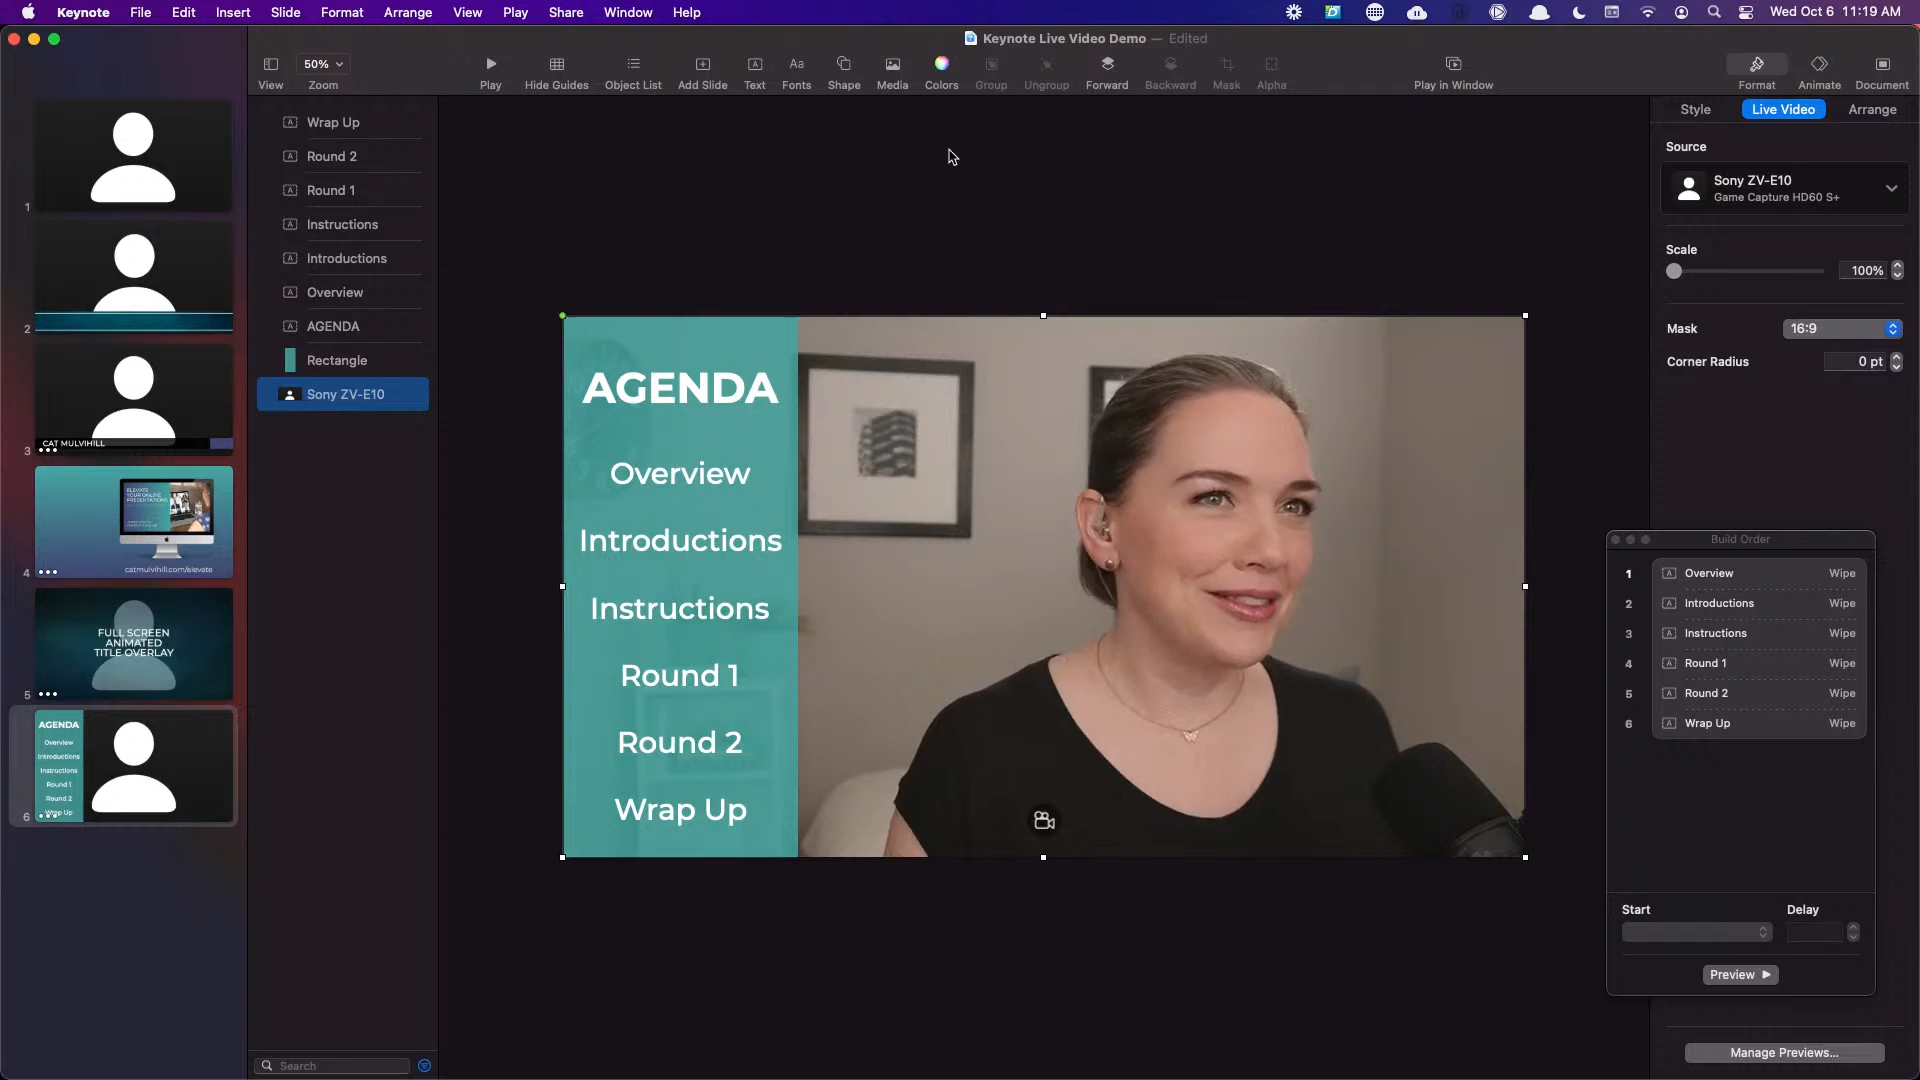 Keynote File Edit Insert Slide Format Arrange View Play Share Window Help
Wed Oct 6 11:19 AM
Keynote Live Video Demo — Edited
50%
View Zoom Play Hide Guides Object List Add Slide Text Fonts Shape Media Colors Group Ungroup Forward Backward Mask Alpha Play in Window Format Animate Document
1
2
3
CAT MULVIHILL
4
ELEVATE
YOUR ONLINE
PRESENTATIONS
catmulvihill.com/elevate
5
FULL SCREEN
ANIMATED
TITLE OVERLAY
6
AGENDA
Overview
Introductions
Instructions
Round 1
Round 2
Wrap Up
Wrap Up
Round 2
Round 1
Instructions
Introductions
Overview
AGENDA
Rectangle
Sony ZV-E10
Search
AGENDA
Overview
Introductions
Instructions
Round 1
Round 2
Wrap Up
Style Live Video Arrange
Source
Sony ZV-E10
Game Capture HD60 S+
Scale
100%
Mask 16:9
Corner Radius 0 pt
Build Order
1 Overview Wipe
2 Introductions Wipe
3 Instructions Wipe
4 Round 1 Wipe
5 Round 2 Wipe
6 Wrap Up Wipe
Start Delay
Preview
Manage Previews...